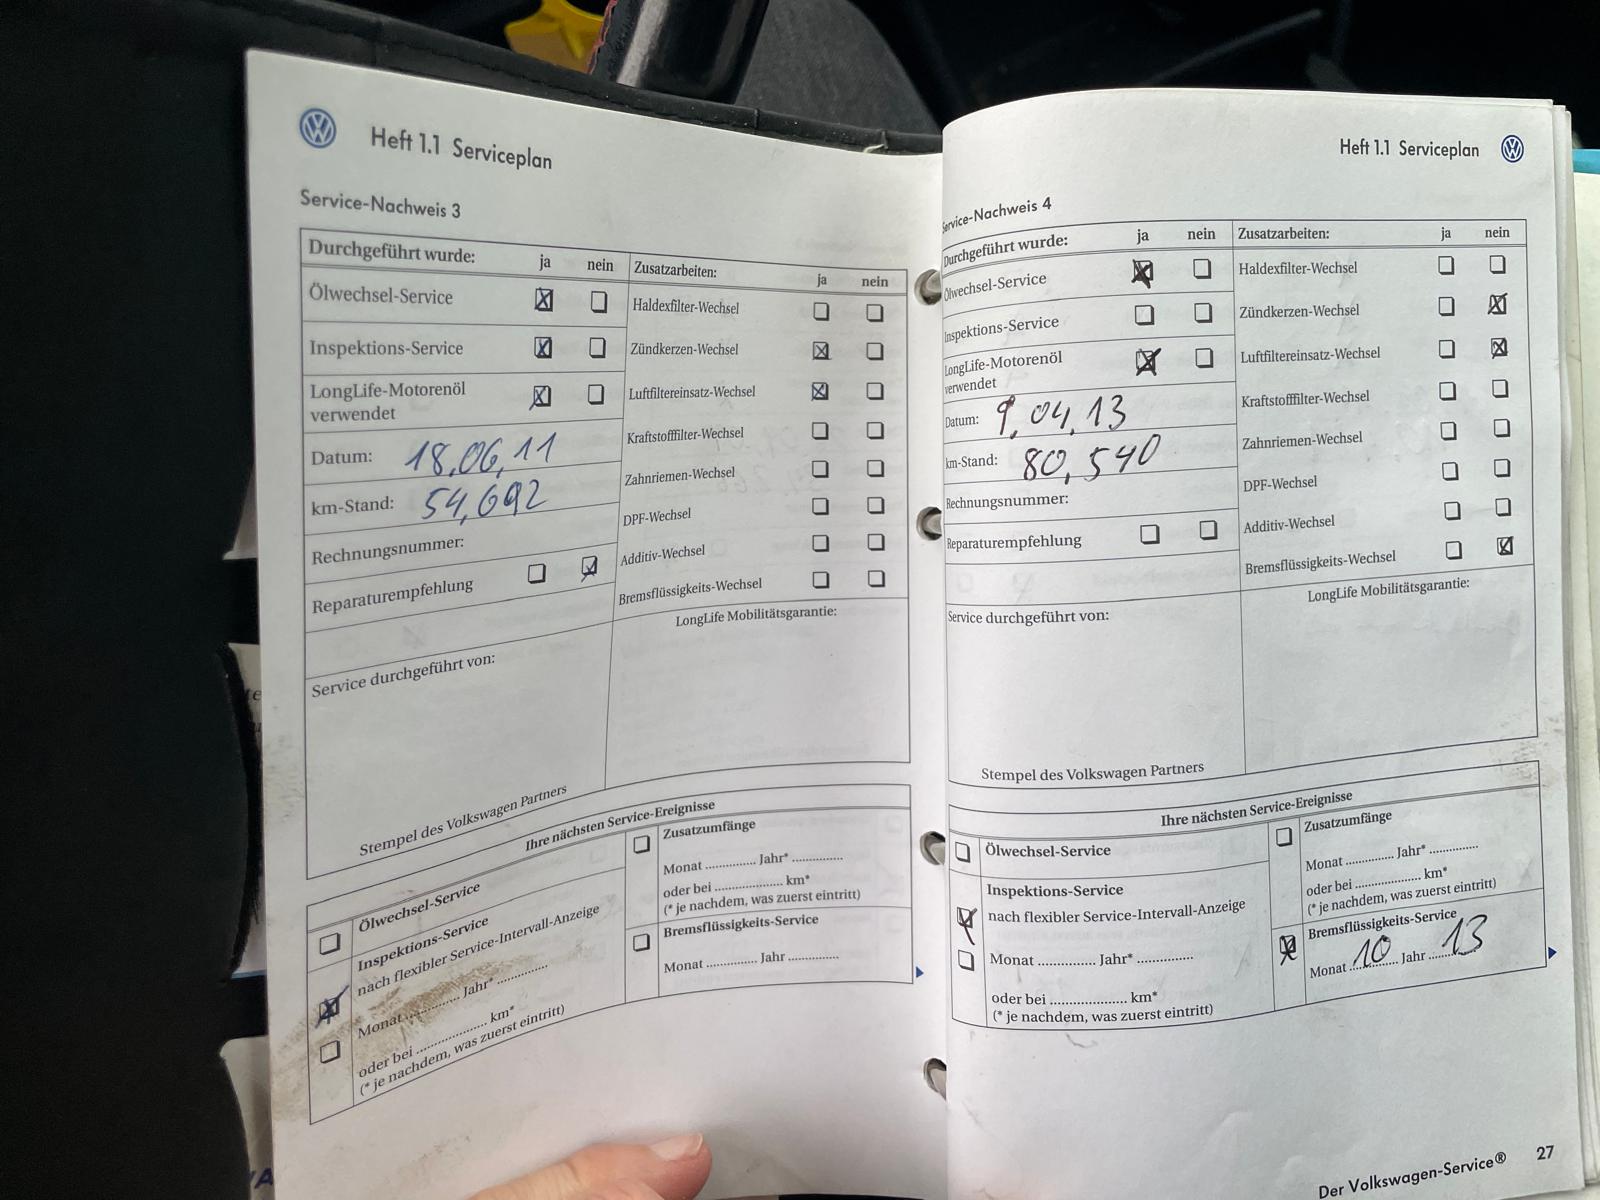 Heft 1.1 Serviceplan
Service-Nachweis 3
Durchgeführt wurde: ja nein
Ölwechsel-Service
Inspektions-Service
LongLife-Motorenöl
verwendet
Datum: 18,06,11
km-Stand: 54,692
Rechnungsnummer:
Reparaturempfehlung
Zusatzarbeiten: ja nein
Haldexfilter-Wechsel
Zündkerzen-Wechsel
Luftfiltereinsatz-Wechsel
Kraftstofffilter-Wechsel
Zahnriemen-Wechsel
DPF-Wechsel
Additiv-Wechsel
Bremsflüssigkeits-Wechsel
Service durchgeführt von:
Stempel des Volkswagen Partners
LongLife Mobilitätsgarantie:
Ihre nächsten Service-Ereignisse
Ölwechsel-Service
Inspektions-Service
nach flexibler Service-Intervall-Anzeige
Monat .............. Jahr* ..............
oder bei .................... km*
(* je nachdem, was zuerst eintritt)
Zusatzumfänge
Monat .............. Jahr* ..............
oder bei .................... km*
(* je nachdem, was zuerst eintritt)
Bremsflüssigkeits-Service
Monat .............. Jahr ..............
Heft 1.1 Serviceplan
Service-Nachweis 4
Durchgeführt wurde: ja nein
Ölwechsel-Service
Inspektions-Service
LongLife-Motorenöl
verwendet
Datum: 9,04,13
km-Stand: 80,540
Rechnungsnummer:
Reparaturempfehlung
Zusatzarbeiten: ja nein
Haldexfilter-Wechsel
Zündkerzen-Wechsel
Luftfiltereinsatz-Wechsel
Kraftstofffilter-Wechsel
Zahnriemen-Wechsel
DPF-Wechsel
Additiv-Wechsel
Bremsflüssigkeits-Wechsel
Service durchgeführt von:
Stempel des Volkswagen Partners
LongLife Mobilitätsgarantie:
Ihre nächsten Service-Ereignisse
Ölwechsel-Service
Inspektions-Service
nach flexibler Service-Intervall-Anzeige
Monat .............. Jahr* ..............
oder bei .................... km*
(* je nachdem, was zuerst eintritt)
Zusatzumfänge
Monat .............. Jahr* ..............
oder bei .................... km*
(* je nachdem, was zuerst eintritt)
Bremsflüssigkeits-Service
Monat 10 Jahr 13
Der Volkswagen-Service® 27